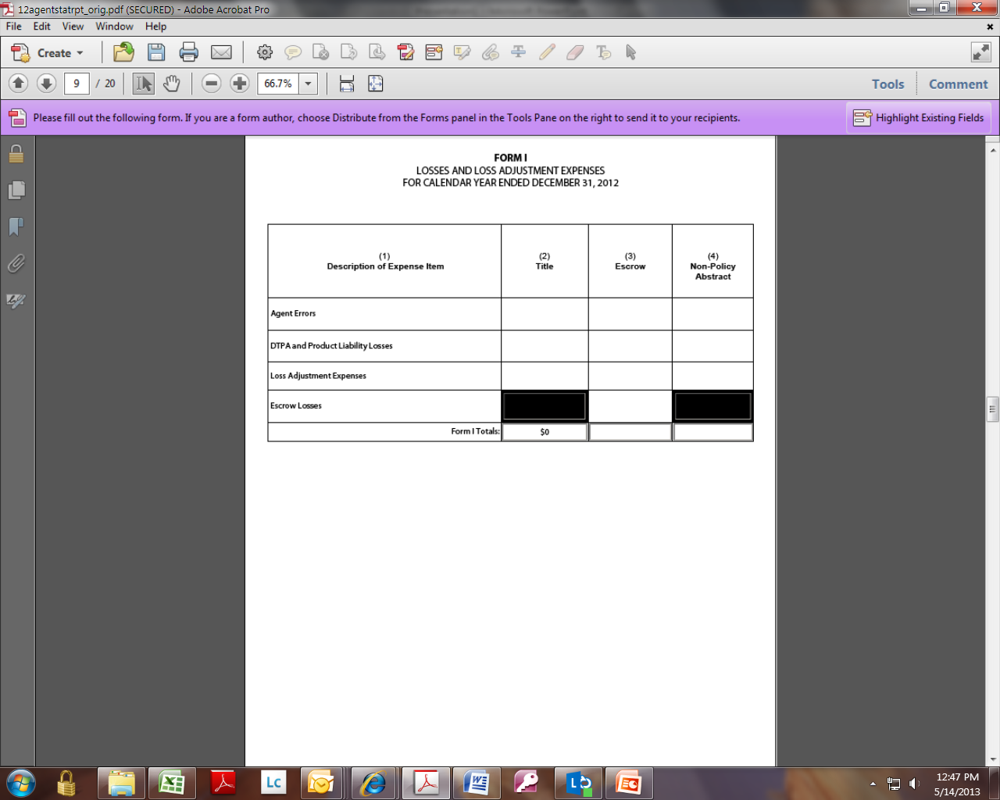 12agentstatrpt_orig.pdf (SECURED) - Adobe Acrobat Pro
File Edit View Window Help
Create
9 / 20 66.7% Tools Comment
Please fill out the following form. If you are a form author, choose Distribute from the Forms panel in the Tools Pane on the right to send it to your recipients. Highlight Existing Fields
FORM I
LOSSES AND LOSS ADJUSTMENT EXPENSES
FOR CALENDAR YEAR ENDED DECEMBER 31, 2012
(1) (2) (3) (4)
Description of Expense Item Title Escrow Non-Policy
Abstract
Agent Errors
DTPA and Product Liability Losses
Loss Adjustment Expenses
Escrow Losses
Form I Totals: $0
Lc
12:47 PM
5/14/2013